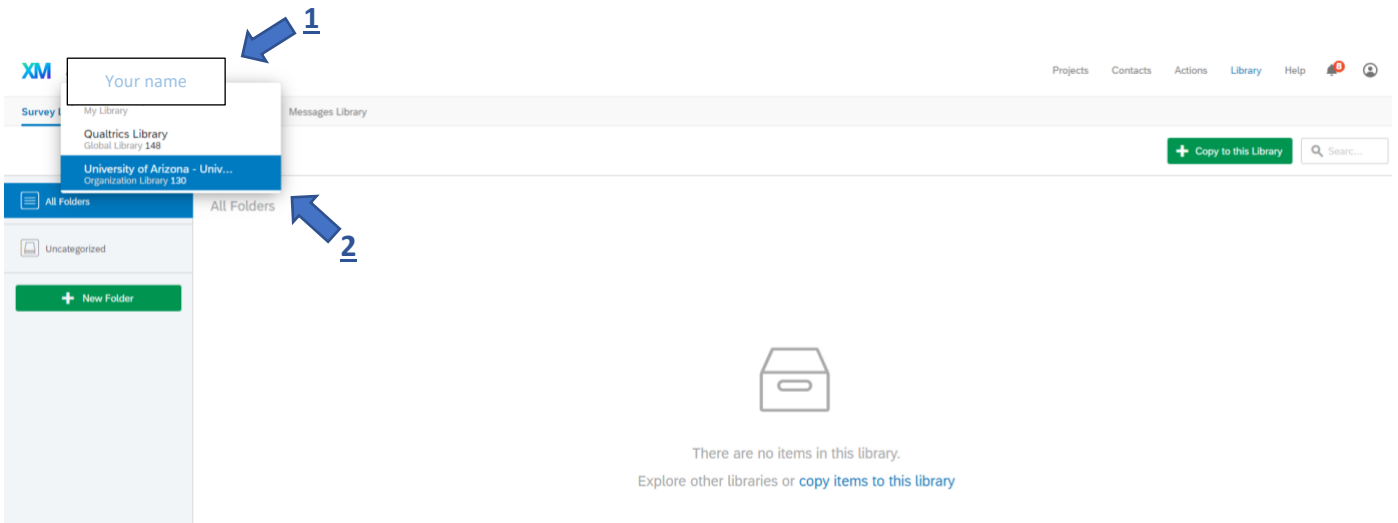 1
XM
Your name
Projects Contacts Actions Library Help 8
Survey
My Library
Messages Library
Qualtrics Library
Global Library 148
Copy to this Library
Searc...
University of Arizona - Univ...
Organization Library 130
All Folders
All Folders
2
Uncategorized
New Folder
There are no items in this library.
Explore other libraries or copy items to this library